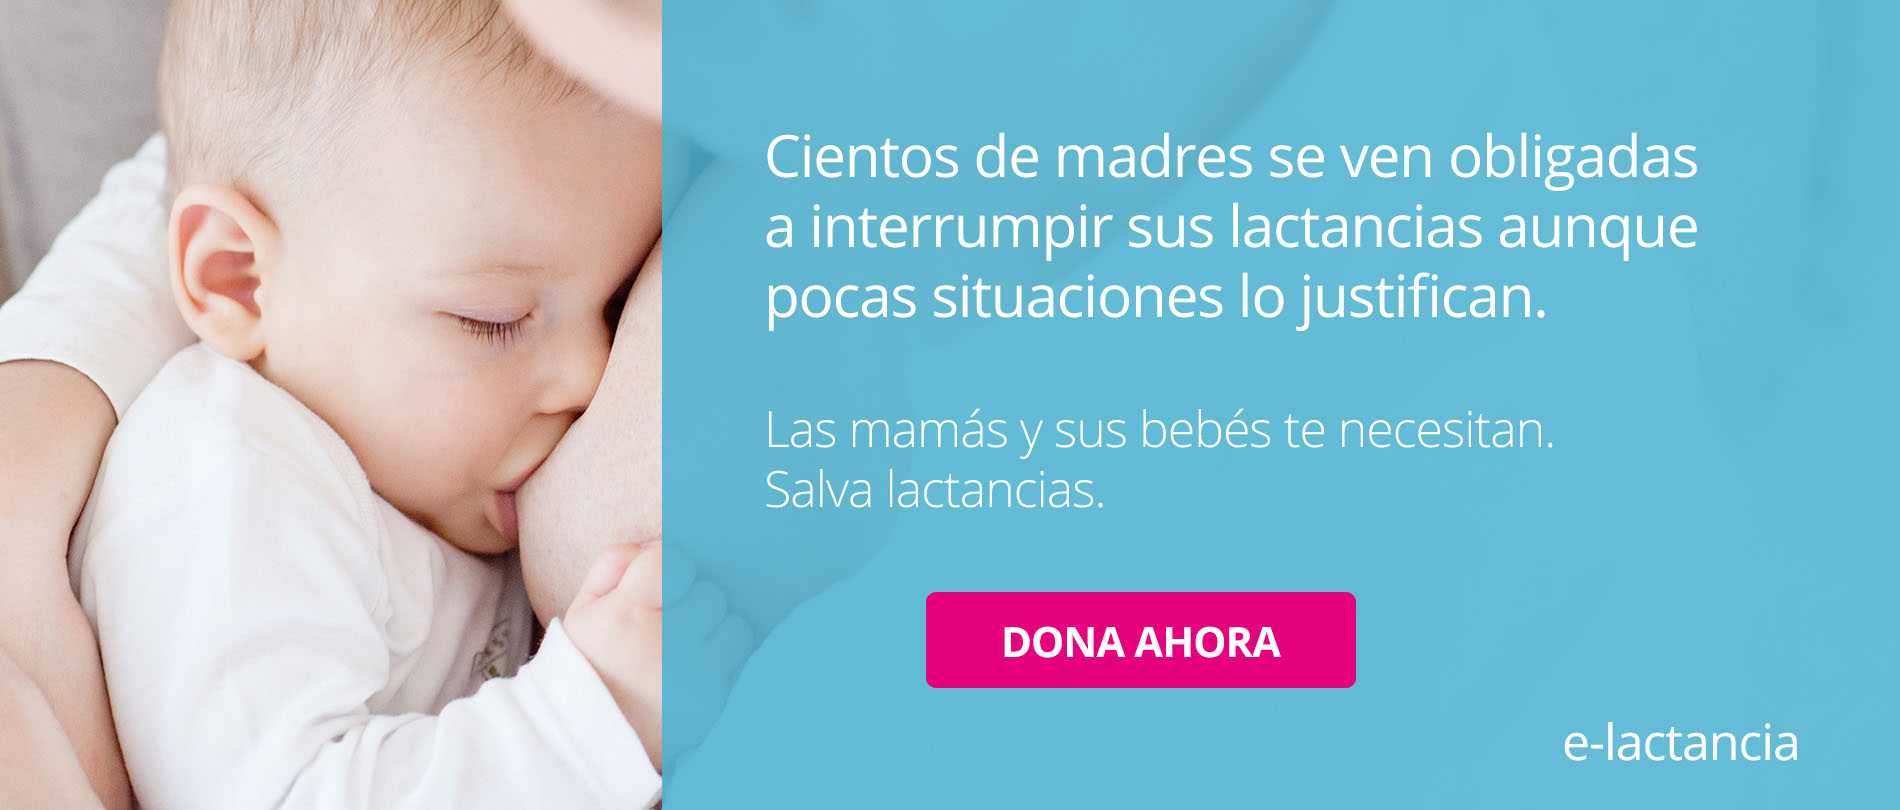 Cientos de madres se ven obligadas
a interrumpir sus lactancias aunque
pocas situaciones lo justifican.
Las mamás y sus bebés te necesitan.
Salva lactancias.
DONA AHORA
e-lactancia